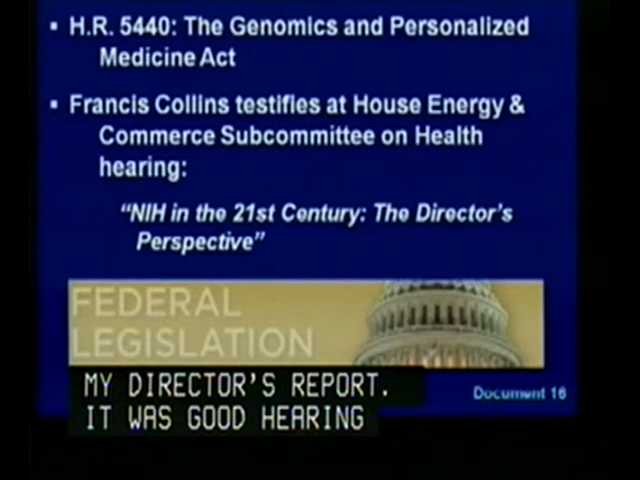 ▪ H.R. 5440: The Genomics and Personalized
Medicine Act
▪ Francis Collins testifies at House Energy &
Commerce Subcommittee on Health
hearing:
"NIH in the 21st Century: The Director's
Perspective"
FEDERAL
LEGISLATION
MY DIRECTOR'S REPORT.
IT WAS GOOD HEARING
Document 16